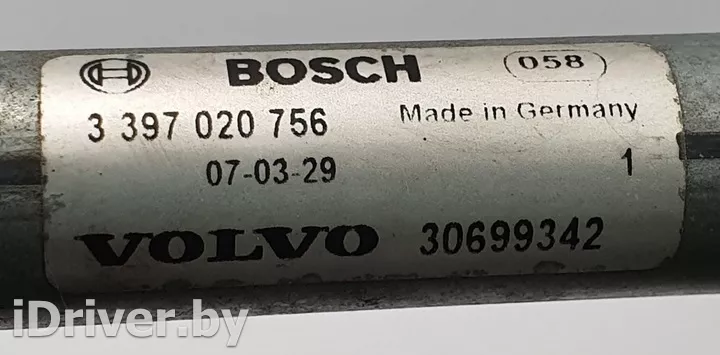 BOSCH 058
3 397 020 756 Made in Germany
07-03-29 1
VOLVO 30699342
iDriver.by